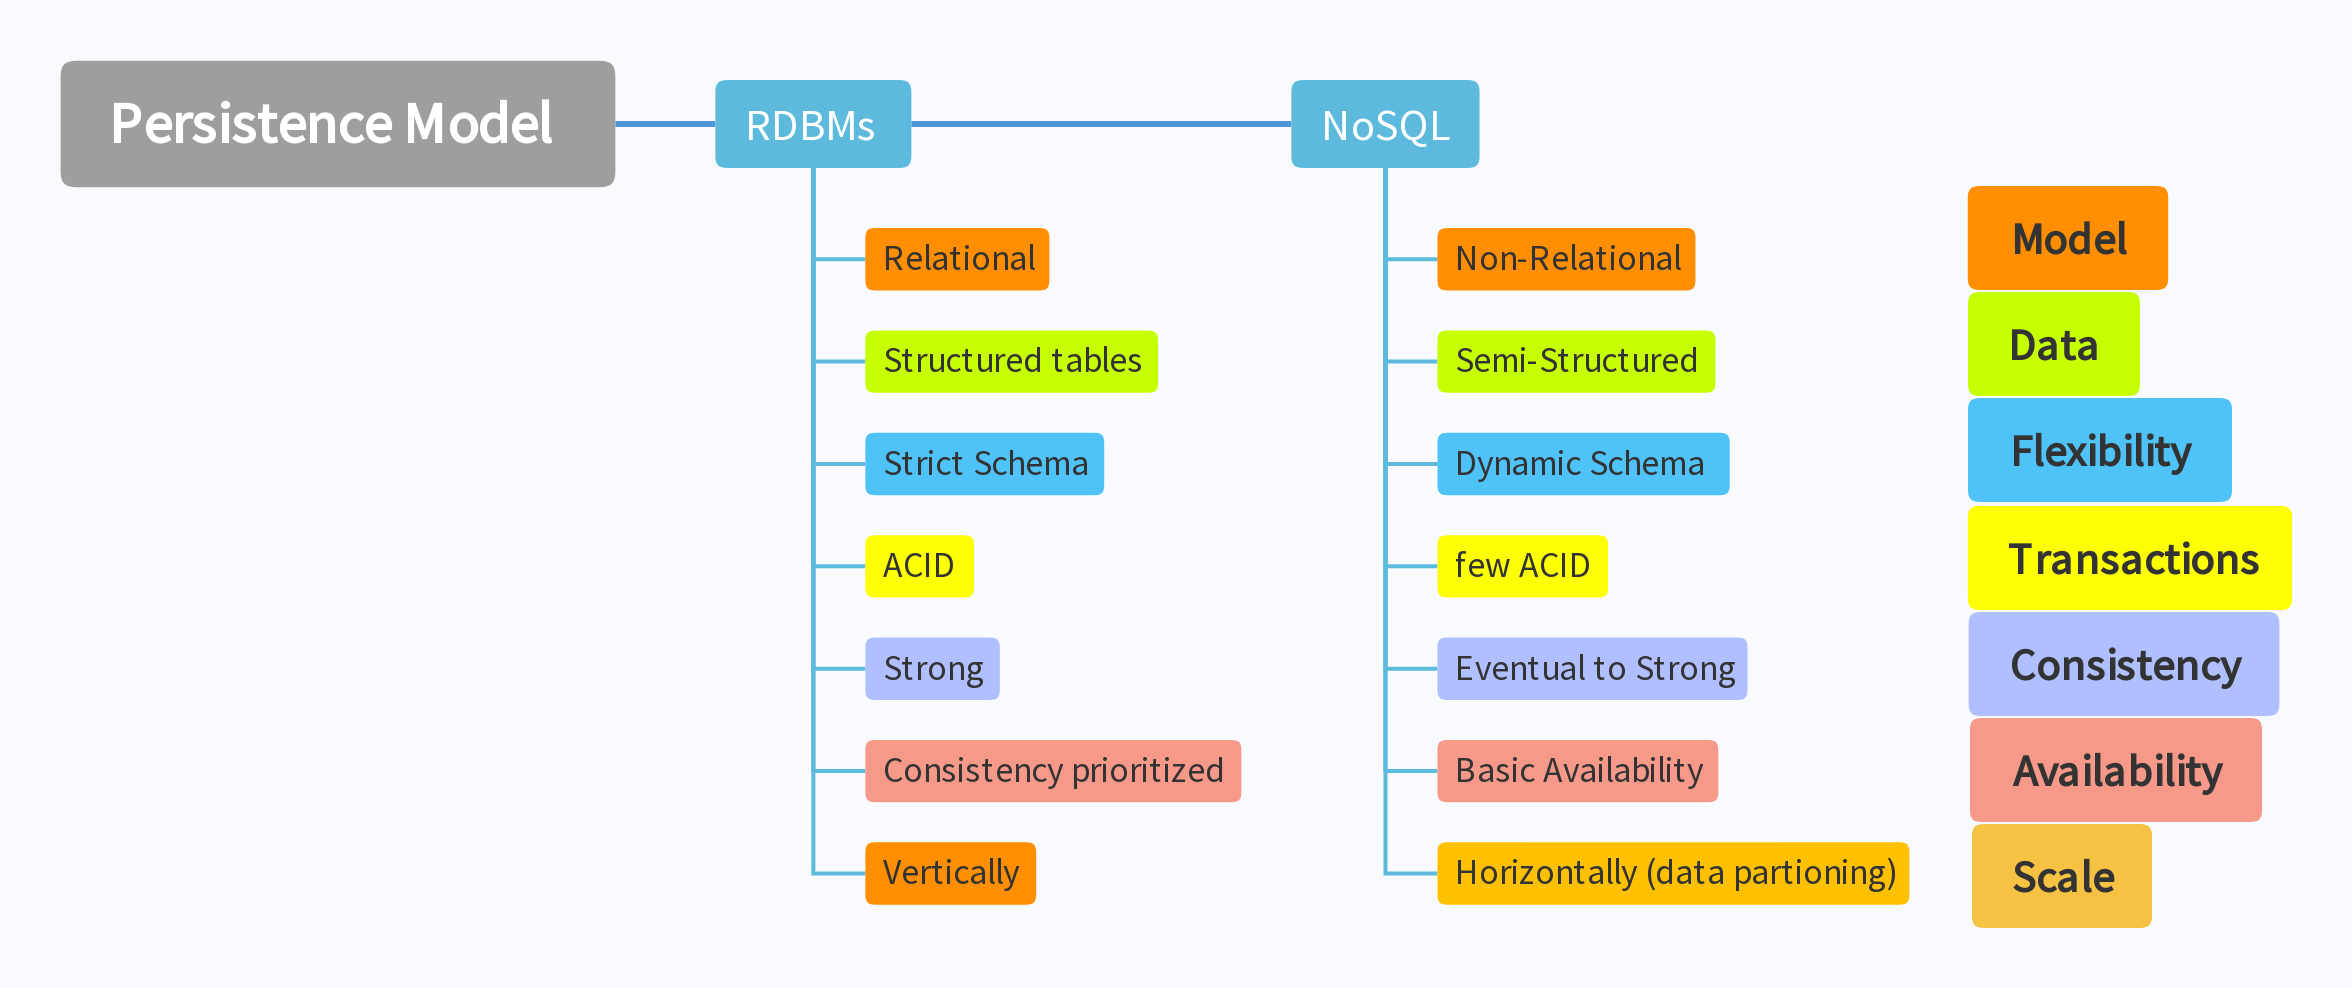 Persistence Model
RDBMs
NoSQL
Relational
Non-Relational
Model
Structured tables
Semi-Structured
Data
Strict Schema
Dynamic Schema
Flexibility
ACID
few ACID
Transactions
Strong
Eventual to Strong
Consistency
Consistency prioritized
Basic Availability
Availability
Vertically
Horizontally (data partioning)
Scale